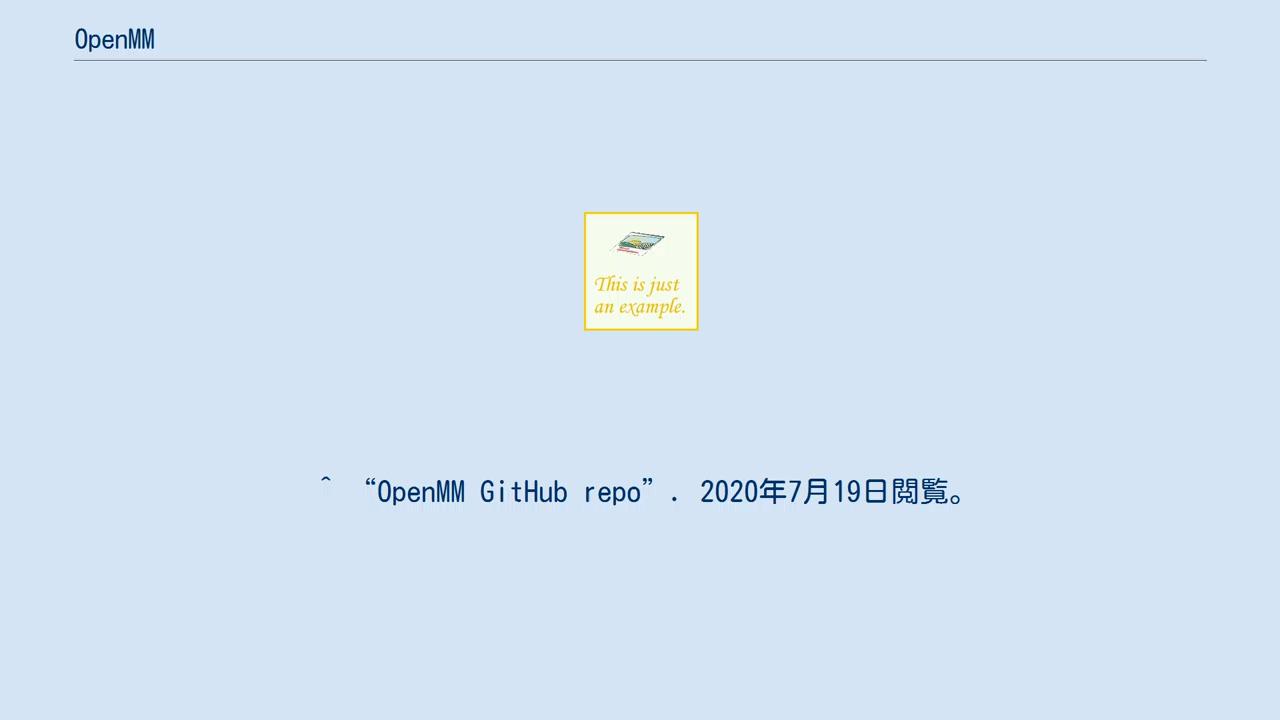 OpenMM
This is just
an example.
^ “OpenMM GitHub repo”. 2020年7月19日閲覧。